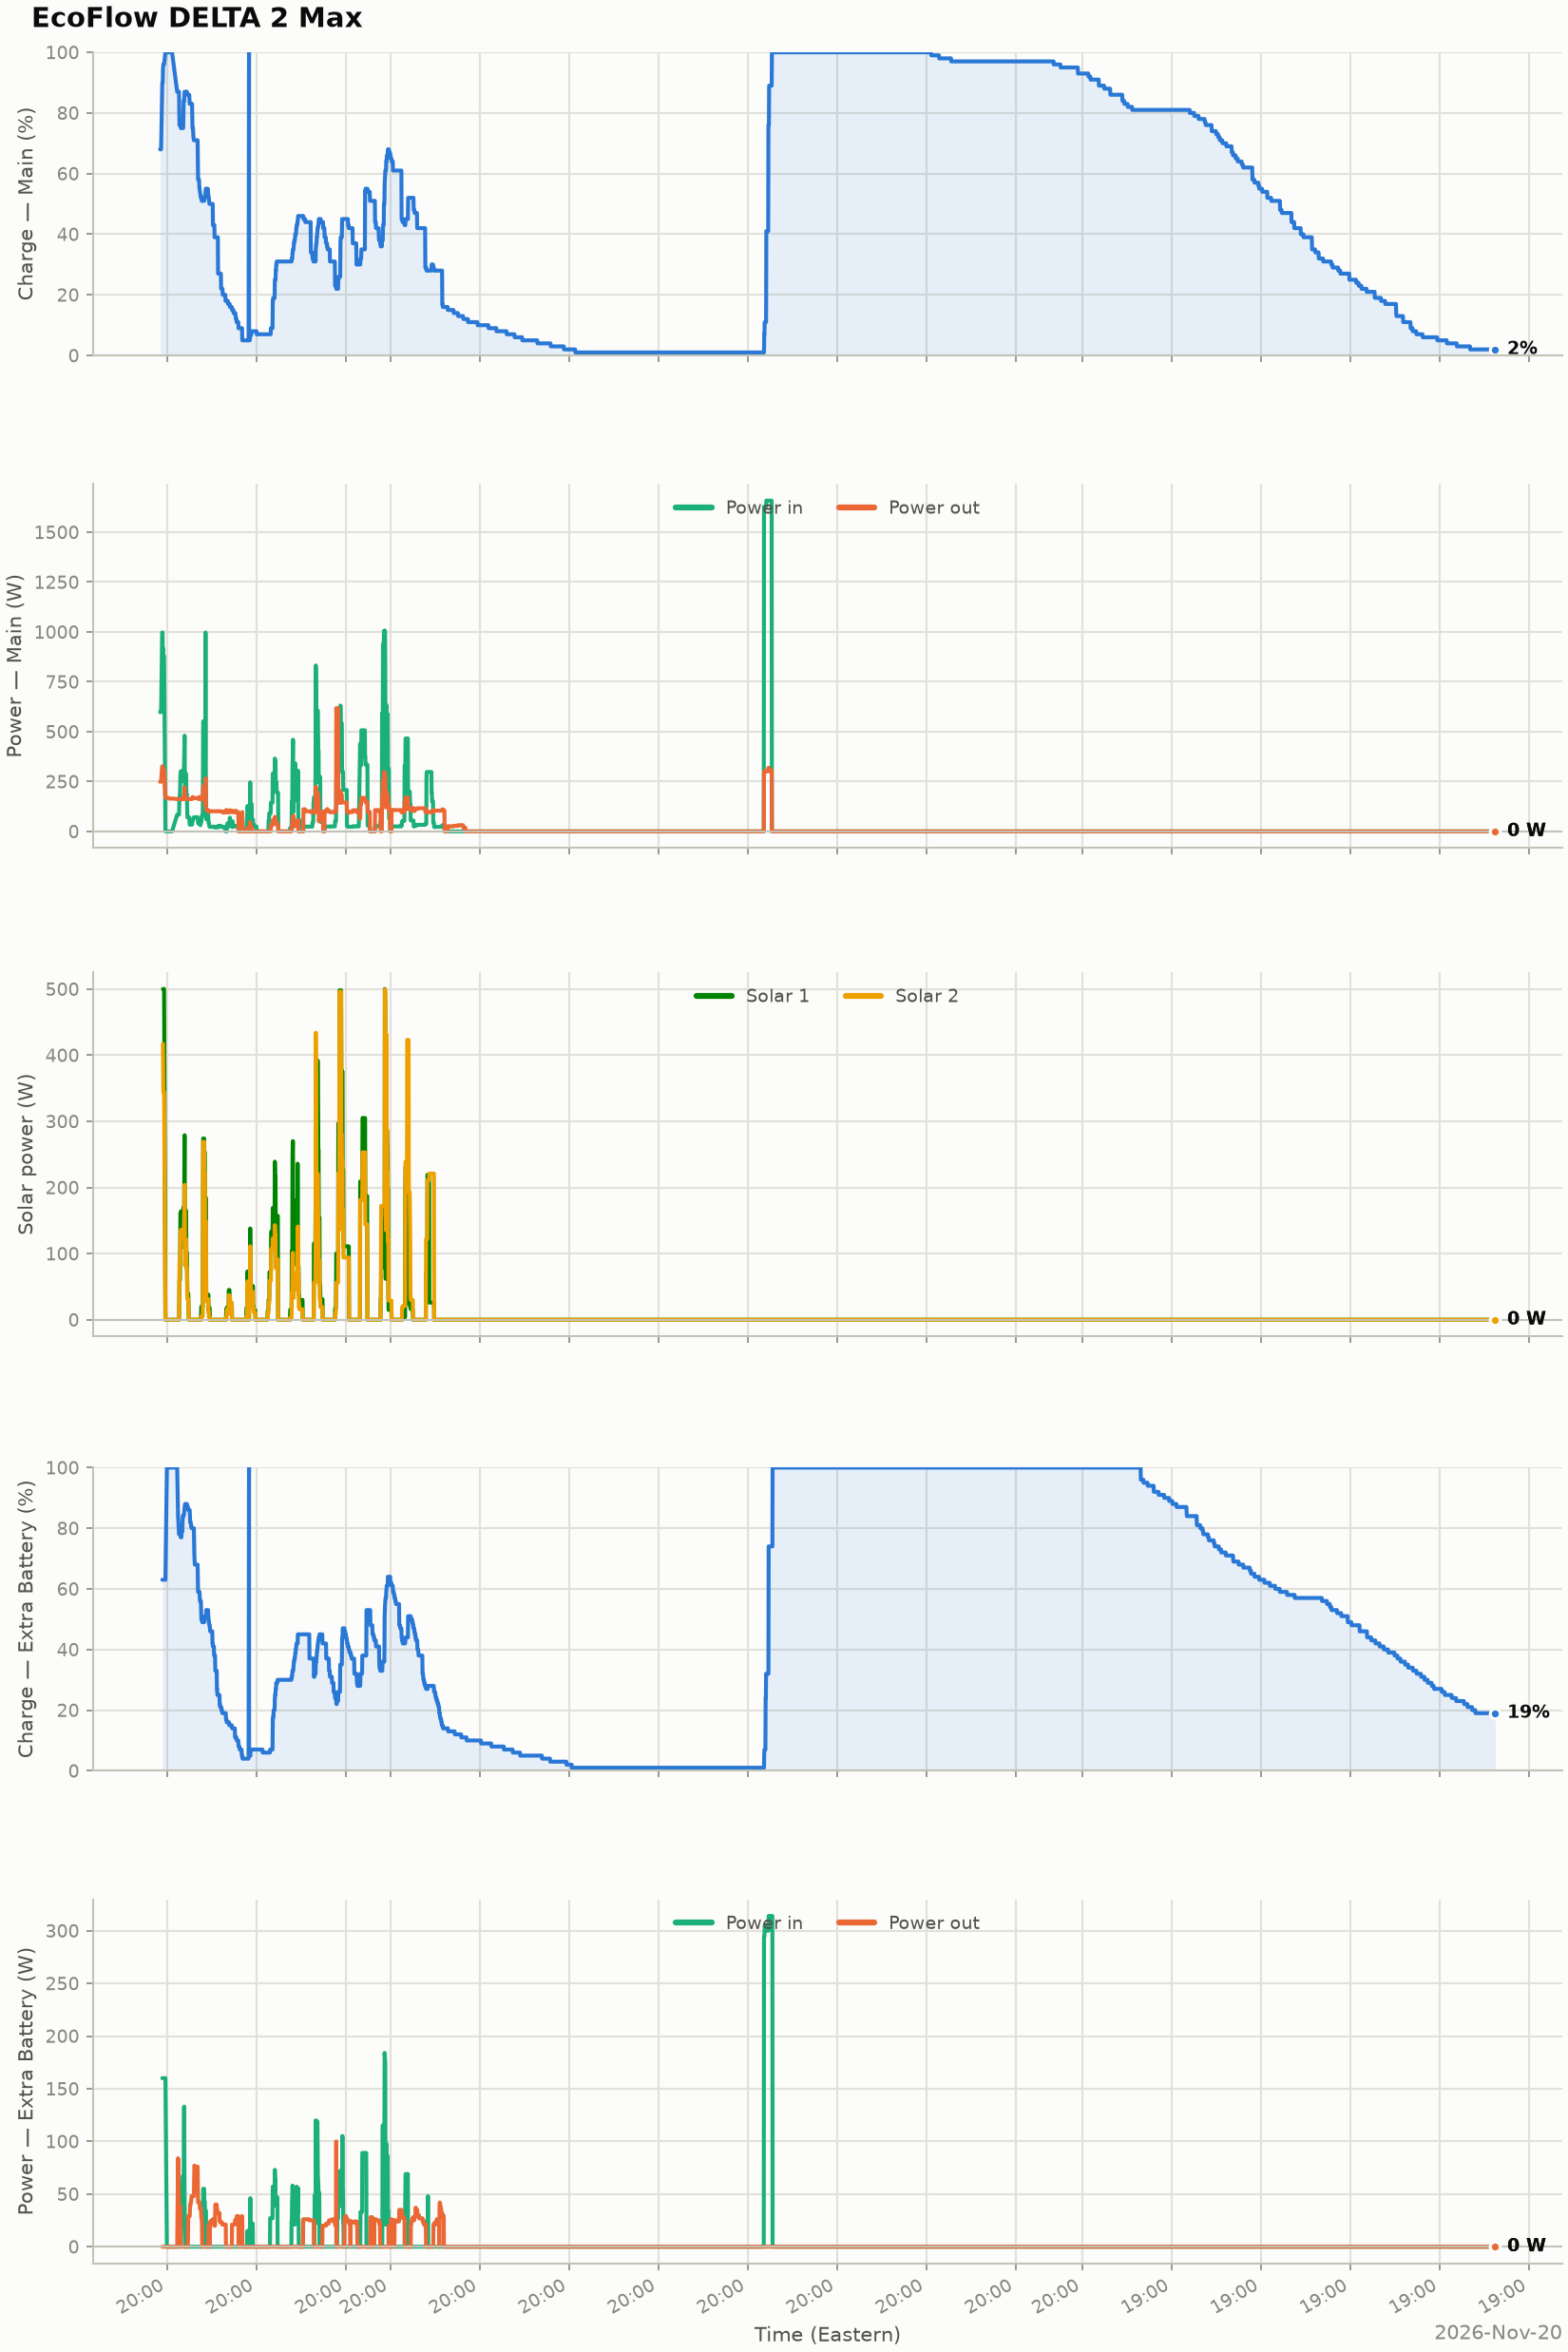 EcoFlow DELTA 2 Max
Charge — Main (%)
100
80
60
40
20
0
2%
Power — Main (W)
Power in
Power out
1500
1250
1000
750
500
250
0
0 W
Solar power (W)
Solar 1
Solar 2
500
400
300
200
100
0
0 W
Charge — Extra Battery (%)
100
80
60
40
20
0
19%
Power — Extra Battery (W)
Power in
Power out
300
250
200
150
100
50
0
0 W
20:00 20:00 20:00 20:00 20:00 20:00 20:00 20:00 20:00 20:00 20:00 20:00 19:00 19:00 19:00 19:00 19:00
Time (Eastern)
2026-Nov-20